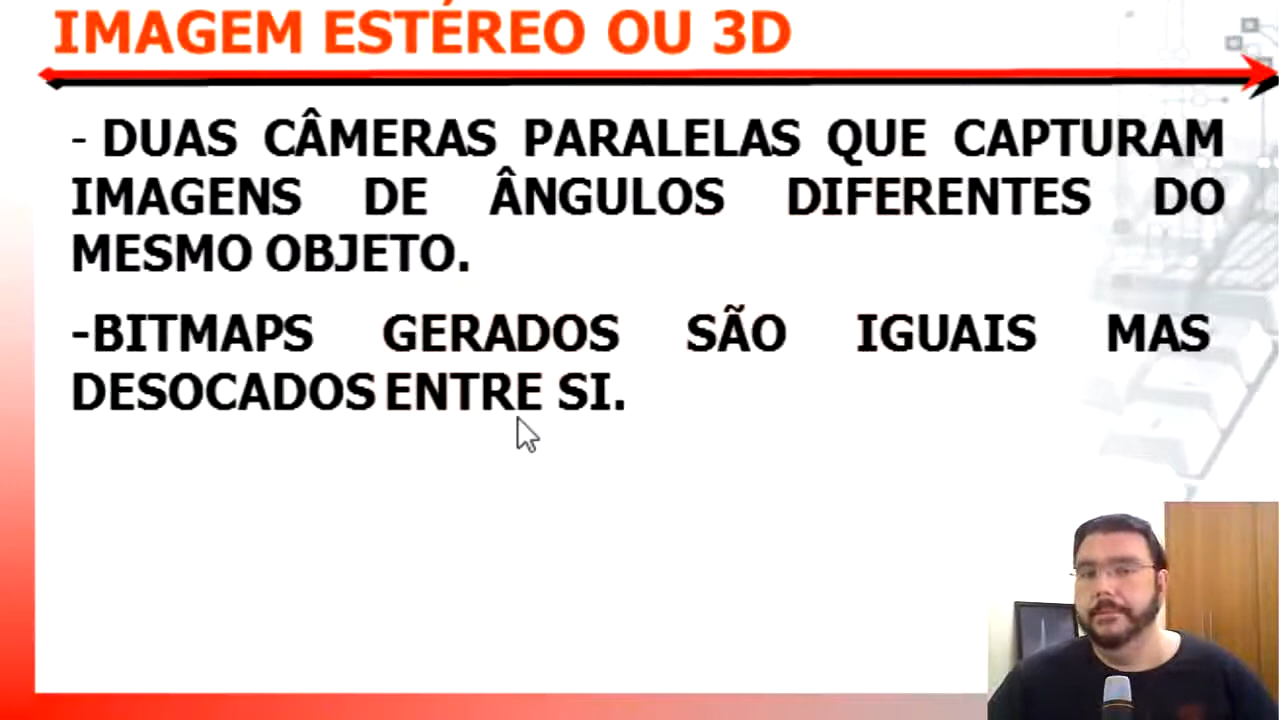 IMAGEM ESTÉREO OU 3D
- DUAS CÂMERAS PARALELAS QUE CAPTURAM
IMAGENS DE ÂNGULOS DIFERENTES DO
MESMO OBJETO.
-BITMAPS GERADOS SÃO IGUAIS MAS
DESOCADOS ENTRE SI.